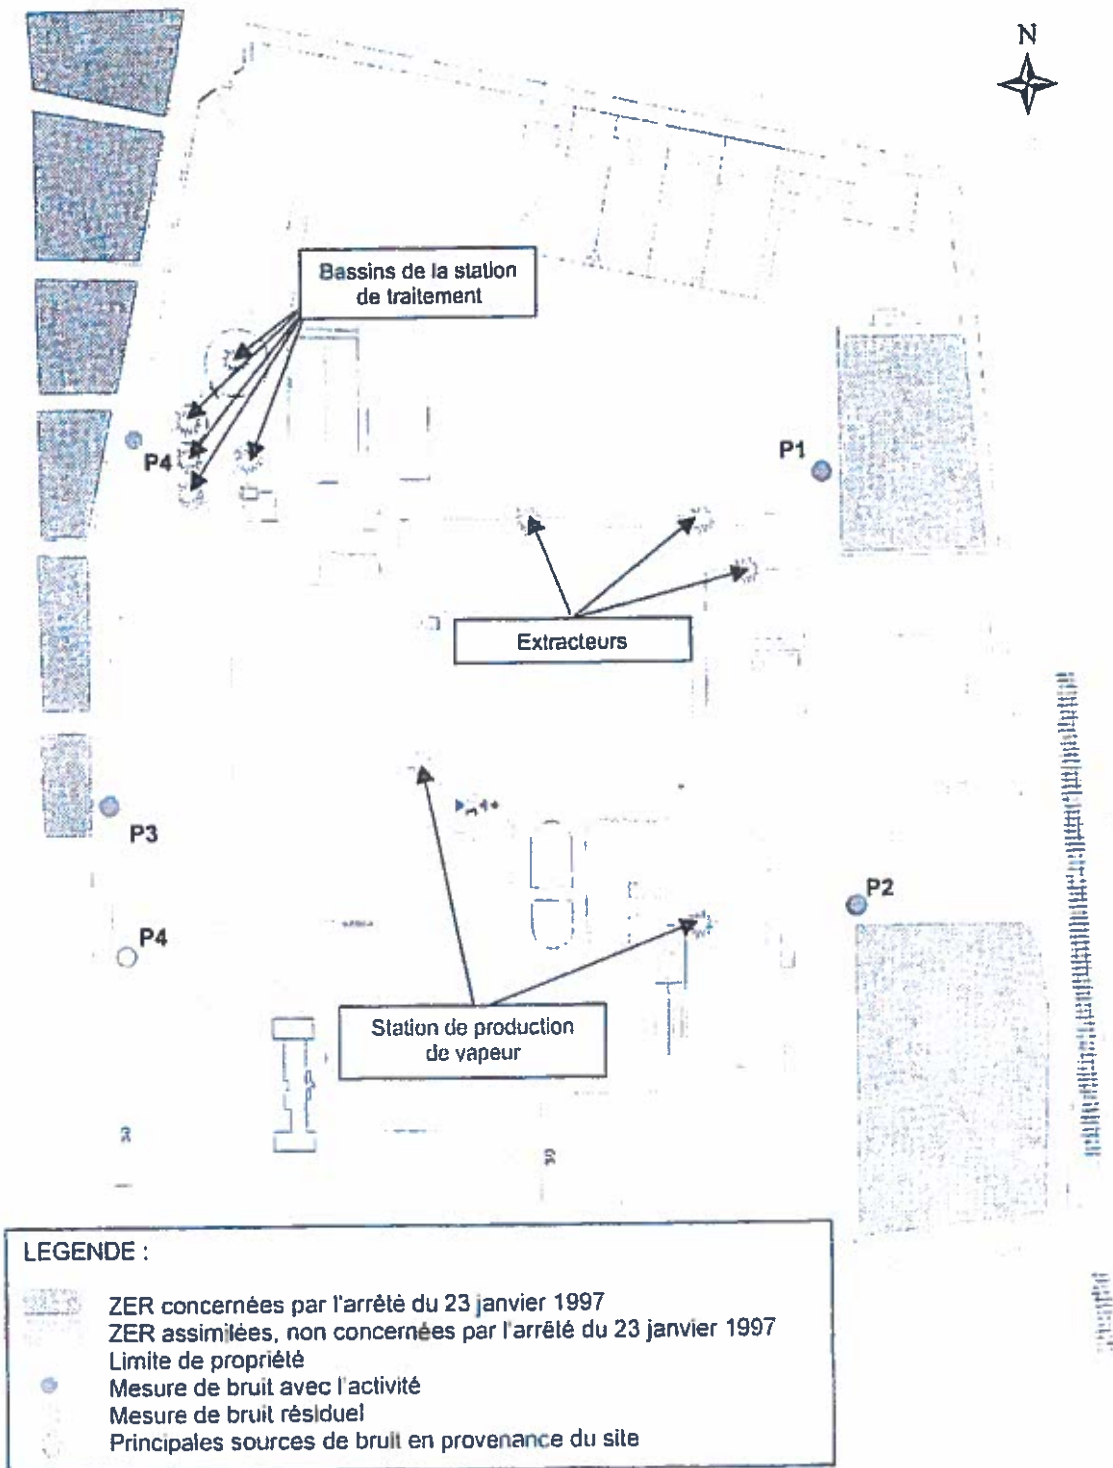 N
Bassins de la station
de traitement
P4
P1
Extracteurs
P3
P2
P4
Station de production
de vapeur
LEGENDE :
ZER concernées par l'arrêté du 23 janvier 1997
ZER assimilées, non concernées par l'arrêté du 23 janvier 1997
Limite de propriété
Mesure de bruit avec l'activité
Mesure de bruit résiduel
Principales sources de bruit en provenance du site